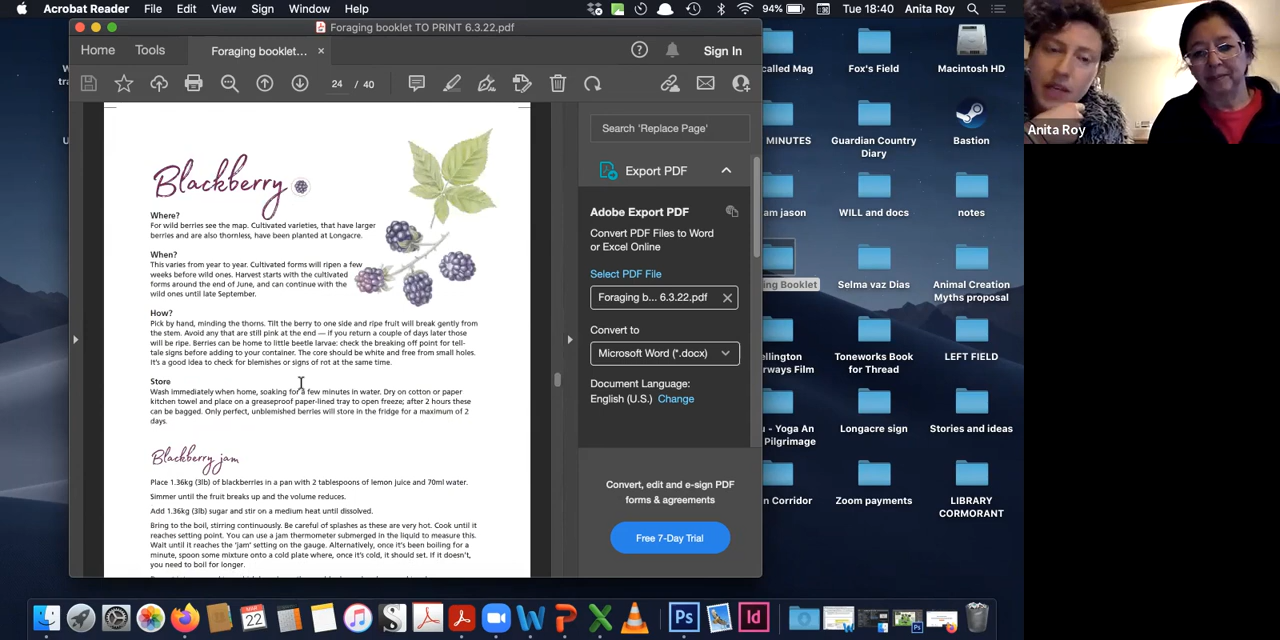 Acrobat Reader File Edit View Sign Window Help
94% Tue 18:40 Anita Roy
Foraging booklet TO PRINT 6.3.22.pdf
Home Tools Foraging booklet... × Sign In
24 / 40
Blackberry
Where?
For wild berries see the map. Cultivated varieties, that have larger
berries and are also thornless, have been planted at Longacre.
When?
This varies from year to year. Cultivated forms will ripen a few
weeks before wild ones. Harvest starts with the cultivated
forms around the end of June, and can continue with the
wild ones until late September.
How?
Pick by hand, minding the thorns. Tilt the berry to one side and ripe fruit will break gently from
the stem. Avoid any that are still pink at the end — if you return a couple of days later those
will be ripe. Berries can be home to little beetle larvae: check the breaking off point for tell-
tale signs before adding to your container. The core should be white and free from small holes.
It's a good idea to check for blemishes or signs of rot at the same time.
Store
Wash immediately when home, soaking for a few minutes in water. Dry on cotton or paper
kitchen towel and place on a greaseproof paper-lined tray to open freeze; after 2 hours these
can be bagged. Only perfect, unblemished berries will store in the fridge for a maximum of 2
days.
Blackberry jam
Place 1.36kg (3lb) of blackberries in a pan with 2 tablespoons of lemon juice and 70ml water.
Simmer until the fruit breaks up and the volume reduces.
Add 1.36kg (3lb) sugar and stir on a medium heat until dissolved.
Bring to the boil, stirring continuously. Be careful of splashes as these are very hot. Cook until it
reaches setting point. You can use a jam thermometer submerged in the liquid to measure this.
Wait until it reaches the 'jam' setting on the gauge. Alternatively, once it's been boiling for a
minute, spoon some mixture onto a cold plate where, once it's cold, it should set. If it doesn't,
you need to boil for longer.
Search 'Replace Page'
Export PDF
Adobe Export PDF
Convert PDF Files to Word
or Excel Online
Select PDF File
Foraging b... 6.3.22.pdf
Convert to
Microsoft Word (*.docx)
Document Language:
English (U.S.) Change
Convert, edit and e-sign PDF
forms & agreements
Free 7-Day Trial
called Mag Fox's Field Macintosh HD
MINUTES Guardian Country
Diary
Bastion
am jason WILL and docs notes
ing Booklet Selma vaz Dias Animal Creation
Myths proposal
ellington
rways Film
Toneworks Book
for Thread
LEFT FIELD
u - Yoga An
Pilgrimage
Longacre sign Stories and ideas
n Corridor Zoom payments LIBRARY
CORMORANT
Anita Roy
MAR
22
Ps Id